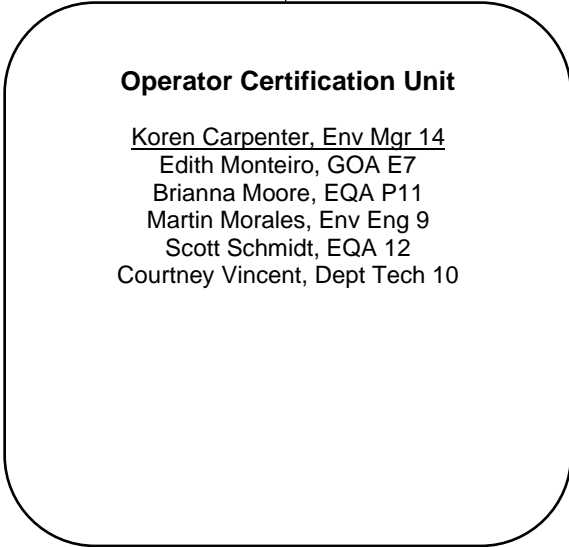 Operator Certification Unit
Koren Carpenter, Env Mgr 14
Edith Monteiro, GOA E7
Brianna Moore, EQA P11
Martin Morales, Env Eng 9
Scott Schmidt, EQA 12
Courtney Vincent, Dept Tech 10